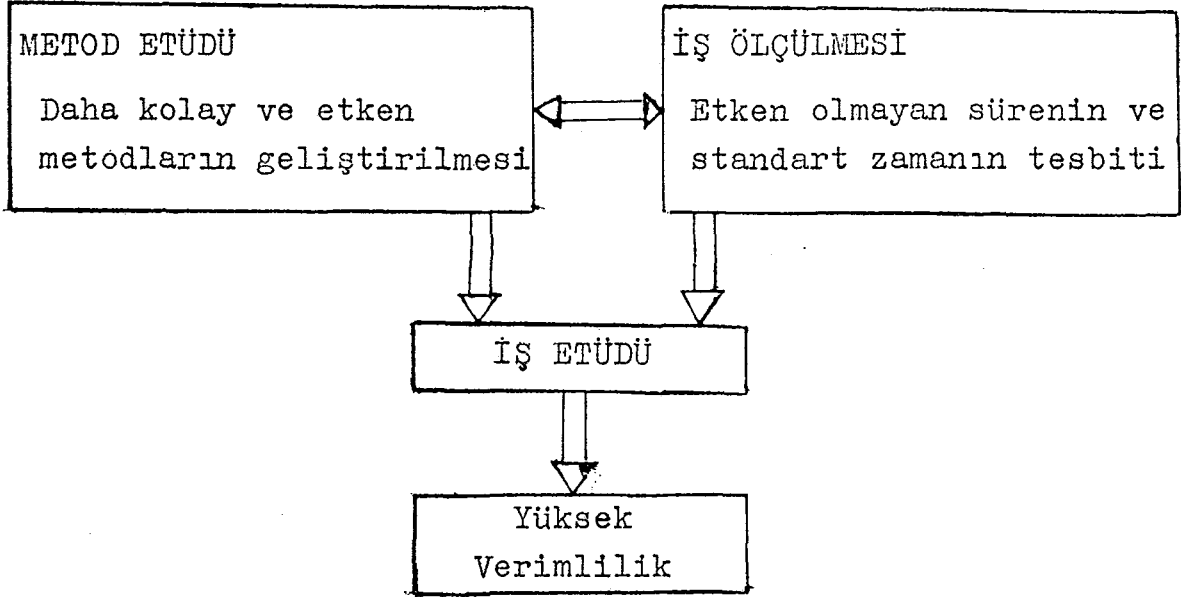 METOD ETÜDÜ
Daha kolay ve etken
metodların geliştirilmesi
İŞ ÖLÇÜLMESİ
Etken olmayan sürenin ve
standart zamanın tesbiti
İŞ ETÜDÜ
Yüksek
Verimlilik